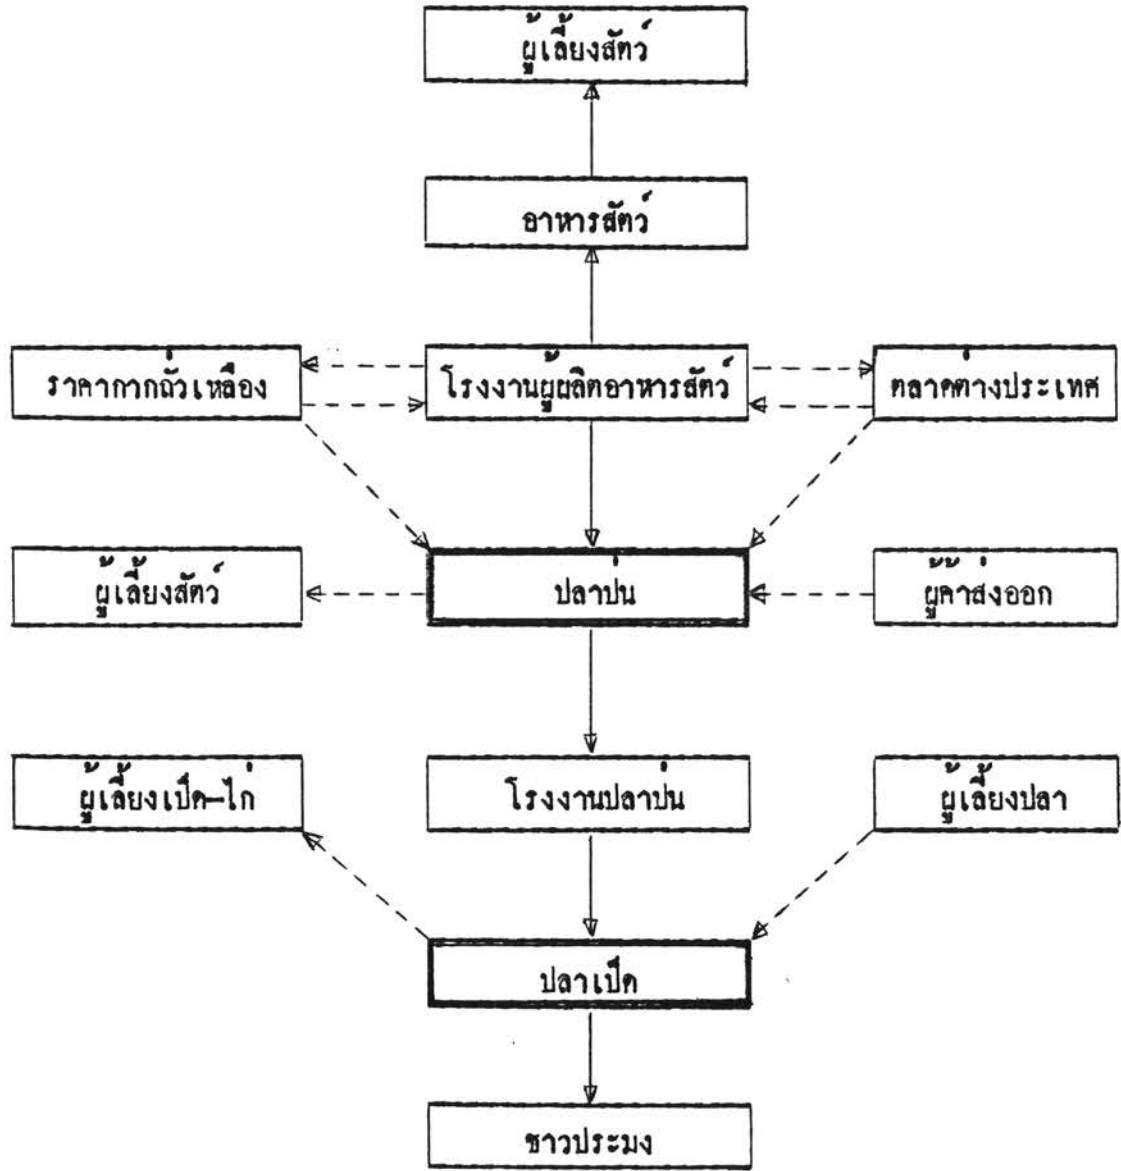 ผู้เลี้ยงสัตว์
อาหารสัตว์
ราคากากถั่วเหลือง
โรงงานผู้ผลิตอาหารสัตว์
ตลาดต่างประเทศ
ผู้เลี้ยงสัตว์
ปลาป่น
ผู้ค้าส่งออก
ผู้เลี้ยงเป็ด-ไก่
โรงงานปลาป่น
ผู้เลี้ยงปลา
ปลาเป็ด
ชาวประมง